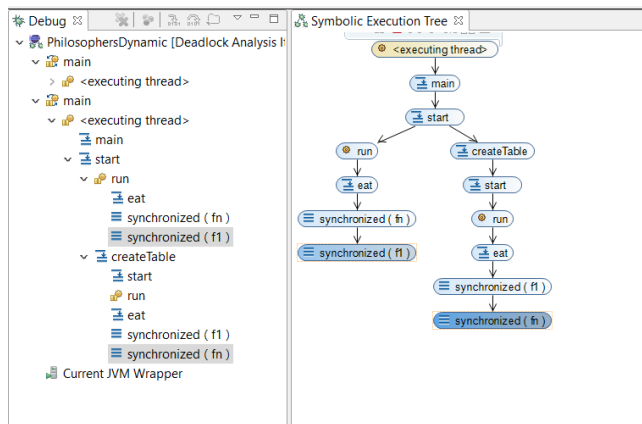 Debug
PhilosophersDynamic [Deadlock Analysis I
main
<executing thread>
main
<executing thread>
main
start
run
eat
synchronized ( fn )
synchronized ( f1 )
createTable
start
run
eat
synchronized ( f1 )
synchronized ( fn )
Current JVM Wrapper
Symbolic Execution Tree
<executing thread>
main
start
run
createTable
eat
start
synchronized ( fn )
run
synchronized ( f1 )
eat
synchronized ( f1 )
synchronized ( fn )